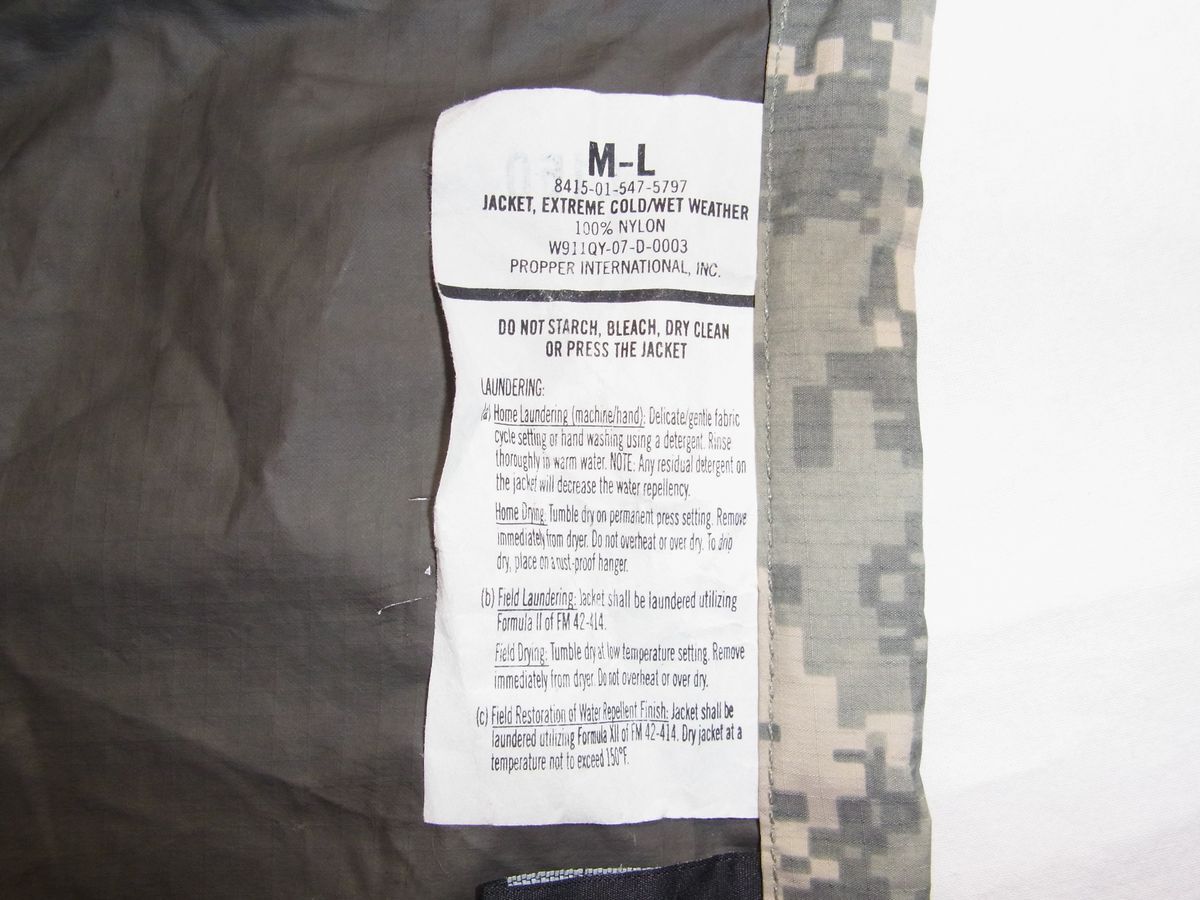 M-L
8415-01-547-5797
JACKET, EXTREME COLD/WET WEATHER
100% NYLON
W911QY-07-D-0003
PROPPER INTERNATIONAL, INC.
DO NOT STARCH, BLEACH, DRY CLEAN
OR PRESS THE JACKET
LAUNDERING:
(a) Home Laundering (machine/hand): Delicate/gentle fabric
cycle setting or hand washing using a detergent. Rinse
thoroughly in warm water. NOTE: Any residual detergent on
the jacket will decrease the water repellency.
Home Drying: Tumble dry on permanent press setting. Remove
immediately from dryer. Do not overheat or over dry. To drip
dry, place on a rust-proof hanger.
(b) Field Laundering: Jacket shall be laundered utilizing
Formula II of FM 42-414.
Field Drying: Tumble dry at low temperature setting. Remove
immediately from dryer. Do not overheat or over dry.
(c) Field Restoration of Water Repellent Finish: Jacket shall be
laundered utilizing Formula XII of FM 42-414. Dry jacket at a
temperature not to exceed 150°F.